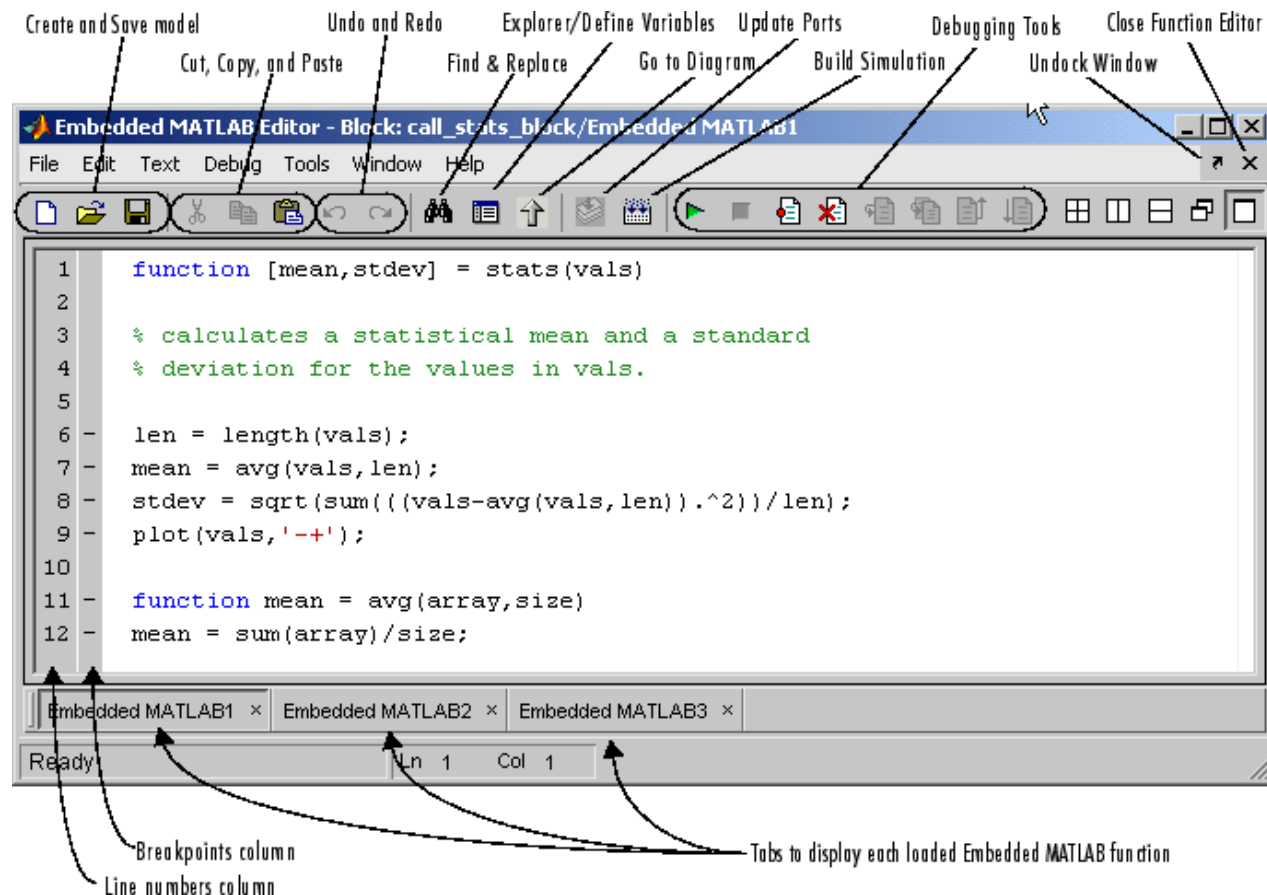 Create and Save model
Undo and Redo
Explorer/Define Variables
Update Ports
Debugging Tools
Close Function Editor
Cut, Copy, and Paste
Find & Replace
Go to Diagram
Build Simulation
Undock Window
Embedded MATLAB Editor - Block: call_stats_block/Embedded MATLAB1
File Edit Text Debug Tools Window Help
1 function [mean,stdev] = stats(vals)
2
3 % calculates a statistical mean and a standard
4 % deviation for the values in vals.
5
6 - len = length(vals);
7 - mean = avg(vals,len);
8 - stdev = sqrt(sum(((vals-avg(vals,len)).^2))/len);
9 - plot(vals,'-+');
10
11 - function mean = avg(array,size)
12 - mean = sum(array)/size;
Embedded MATLAB1 × Embedded MATLAB2 × Embedded MATLAB3 ×
Ready Ln 1 Col 1
Breakpoints column
Tabs to display each loaded Embedded MATLAB function
Line numbers column